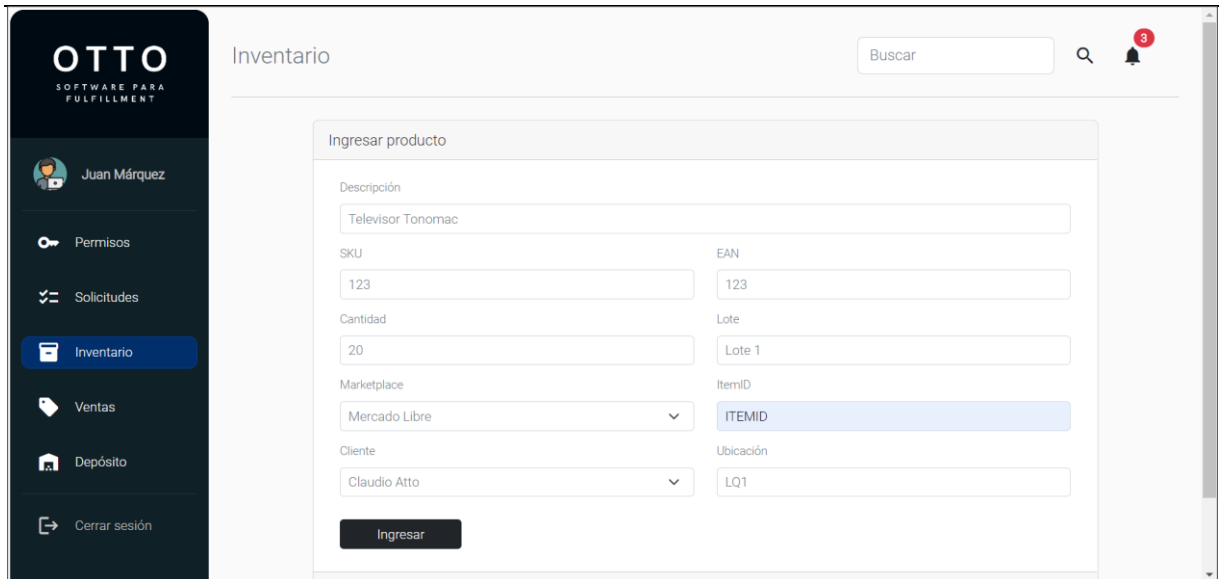 OTTO
SOFTWARE PARA
FULFILLMENT
Juan Márquez
Permisos
Solicitudes
Inventario
Ventas
Depósito
Cerrar sesión
Inventario
Buscar
3
Ingresar producto
Descripción
Televisor Tonomac
SKU
EAN
123
123
Cantidad
Lote
20
Lote 1
Marketplace
ItemID
Mercado Libre
ITEMID
Cliente
Ubicación
Claudio Atto
LQ1
Ingresar